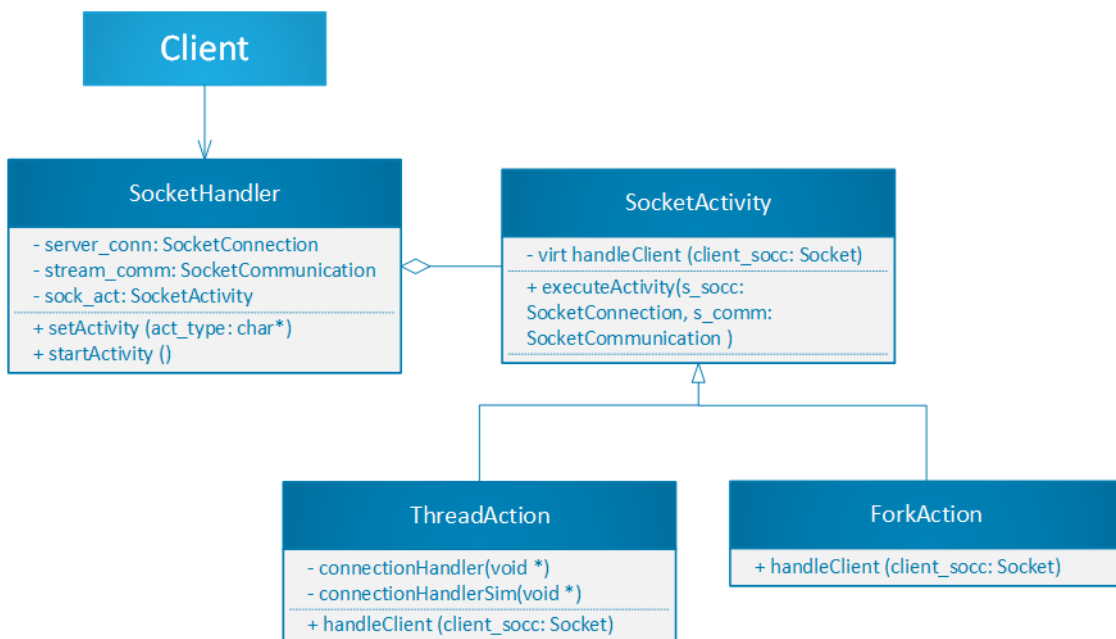 Client
SocketHandler
- server_conn: SocketConnection
- stream_comm: SocketCommunication
- sock_act: SocketActivity
+ setActivity (act_type: char*)
+ startActivity ()
SocketActivity
- virt handleClient (client_socc: Socket)
+ executeActivity(s_socc:
SocketConnection, s_comm:
SocketCommunication )
ThreadAction
- connectionHandler(void *)
- connectionHandlerSim(void *)
+ handleClient (client_socc: Socket)
ForkAction
+ handleClient (client_socc: Socket)